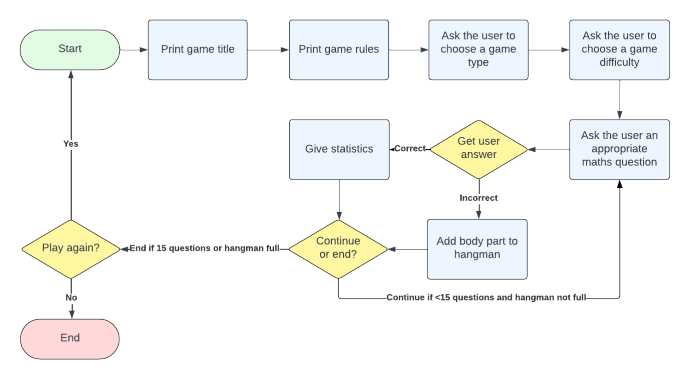 Start
Print game title
Print game rules
Ask the user to
choose a game
type
Ask the user to
choose a game
difficulty
Yes
Give statistics
Correct
Get user
answer
Ask the user an
appropriate
maths question
Incorrect
Play again?
End if 15 questions or hangman full
Continue
or end?
Add body part to
hangman
No
Continue if <15 questions and hangman not full
End